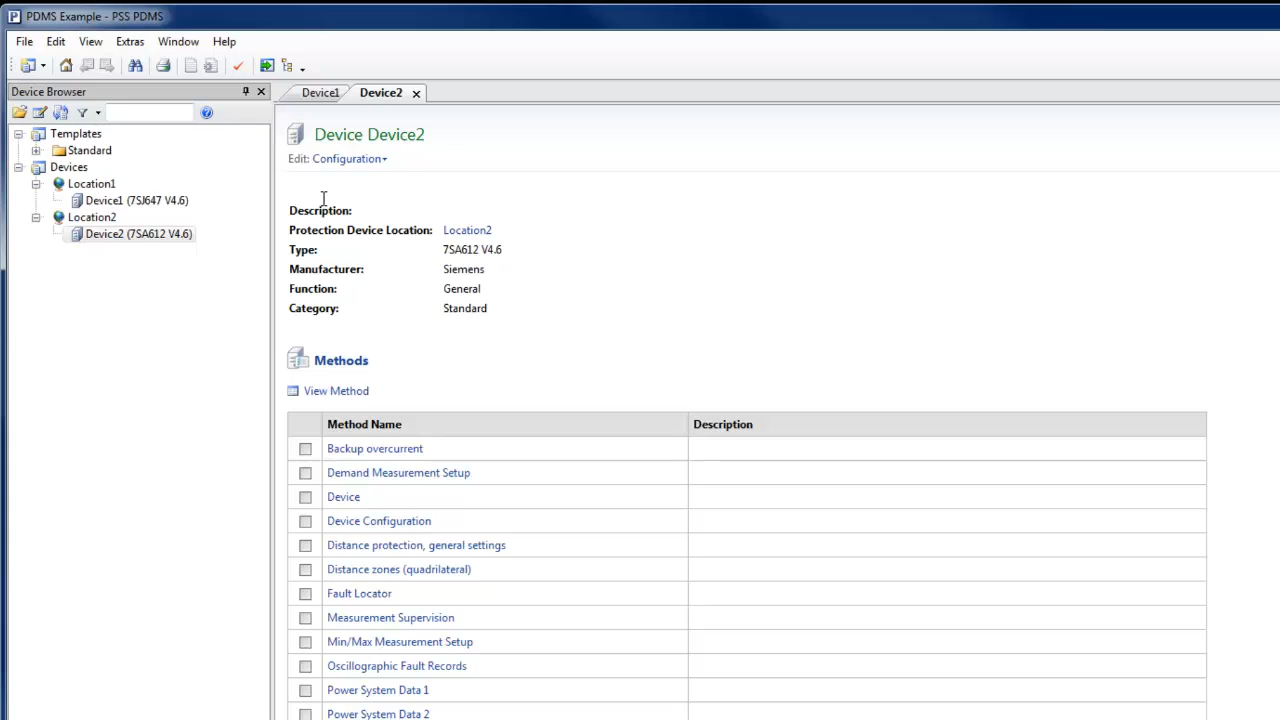 PDMS Example - PSS PDMS
File Edit View Extras Window Help
Device Browser
Device1 Device2
Templates
Standard
Devices
Location1
Device1 (7SJ647 V4.6)
Location2
Device2 (7SA612 V4.6)
Device Device2
Edit: Configuration
Description:
Protection Device Location: Location2
Type: 7SA612 V4.6
Manufacturer: Siemens
Function: General
Category: Standard
Methods
View Method
Method Name Description
Backup overcurrent
Demand Measurement Setup
Device
Device Configuration
Distance protection, general settings
Distance zones (quadrilateral)
Fault Locator
Measurement Supervision
Min/Max Measurement Setup
Oscillographic Fault Records
Power System Data 1
Power System Data 2